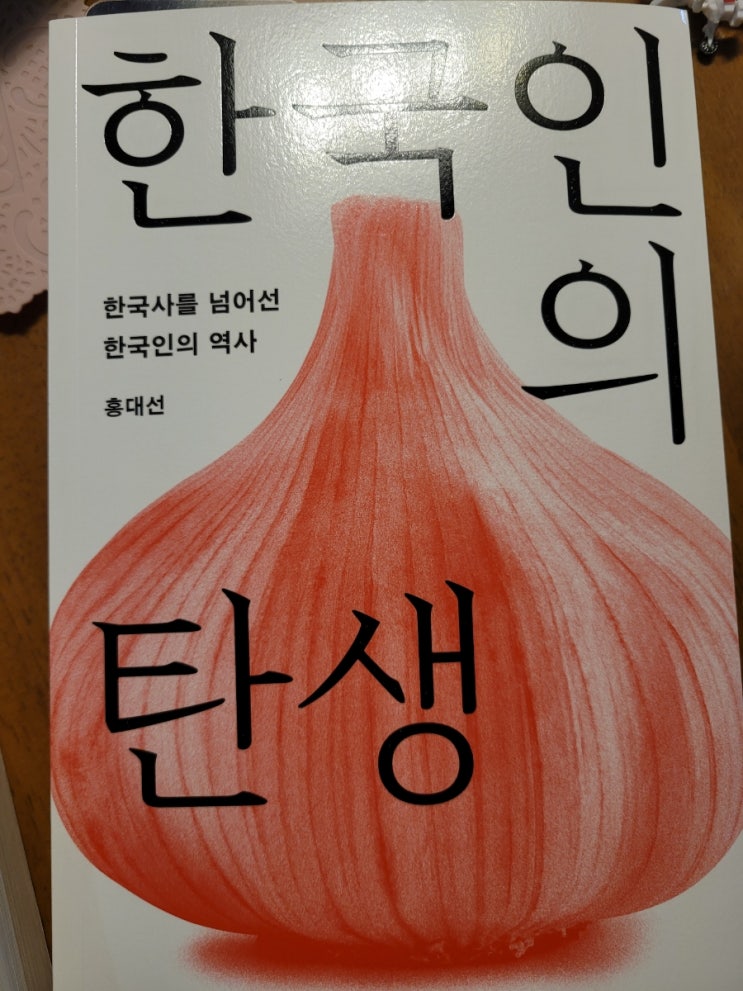 한국인
의
한국사를 넘어선
한국인의 역사
홍대선
탄생